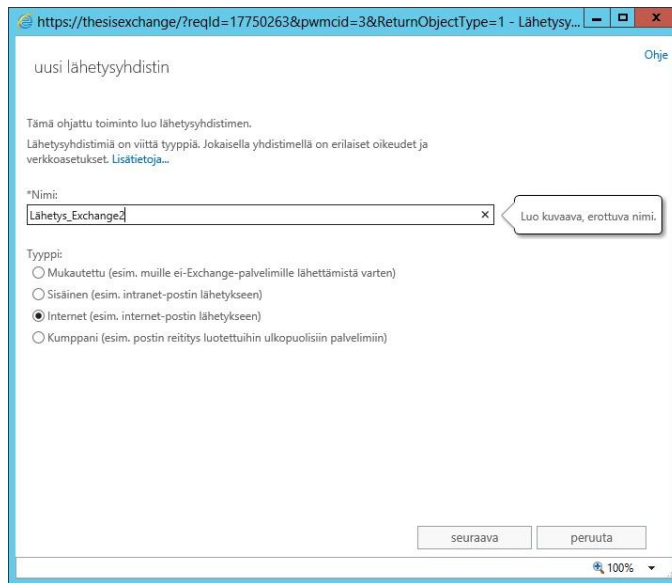 https://thesisexchange/?reqId=17750263&pwmcid=3&ReturnObjectType=1 - Lähetysy...
Ohje
uusi lähetysyhdistin
Tämä ohjattu toiminto luo lähetysyhdistimen.
Lähetysyhdistimiä on viittä tyyppiä. Jokaisella yhdistimellä on erilaiset oikeudet ja
verkkoasetukset. Lisätietoja...
*Nimi:
Lähetys_Exchange2
Luo kuvaava, erottuva nimi.
Tyyppi:
Mukautettu (esim. muille ei-Exchange-palvelimille lähettämistä varten)
Sisäinen (esim. intranet-postin lähetykseen)
Internet (esim. internet-postin lähetykseen)
Kumppani (esim. postin reititys luotettuihin ulkopuolisiin palvelimiin)
seuraava
peruuta
100%